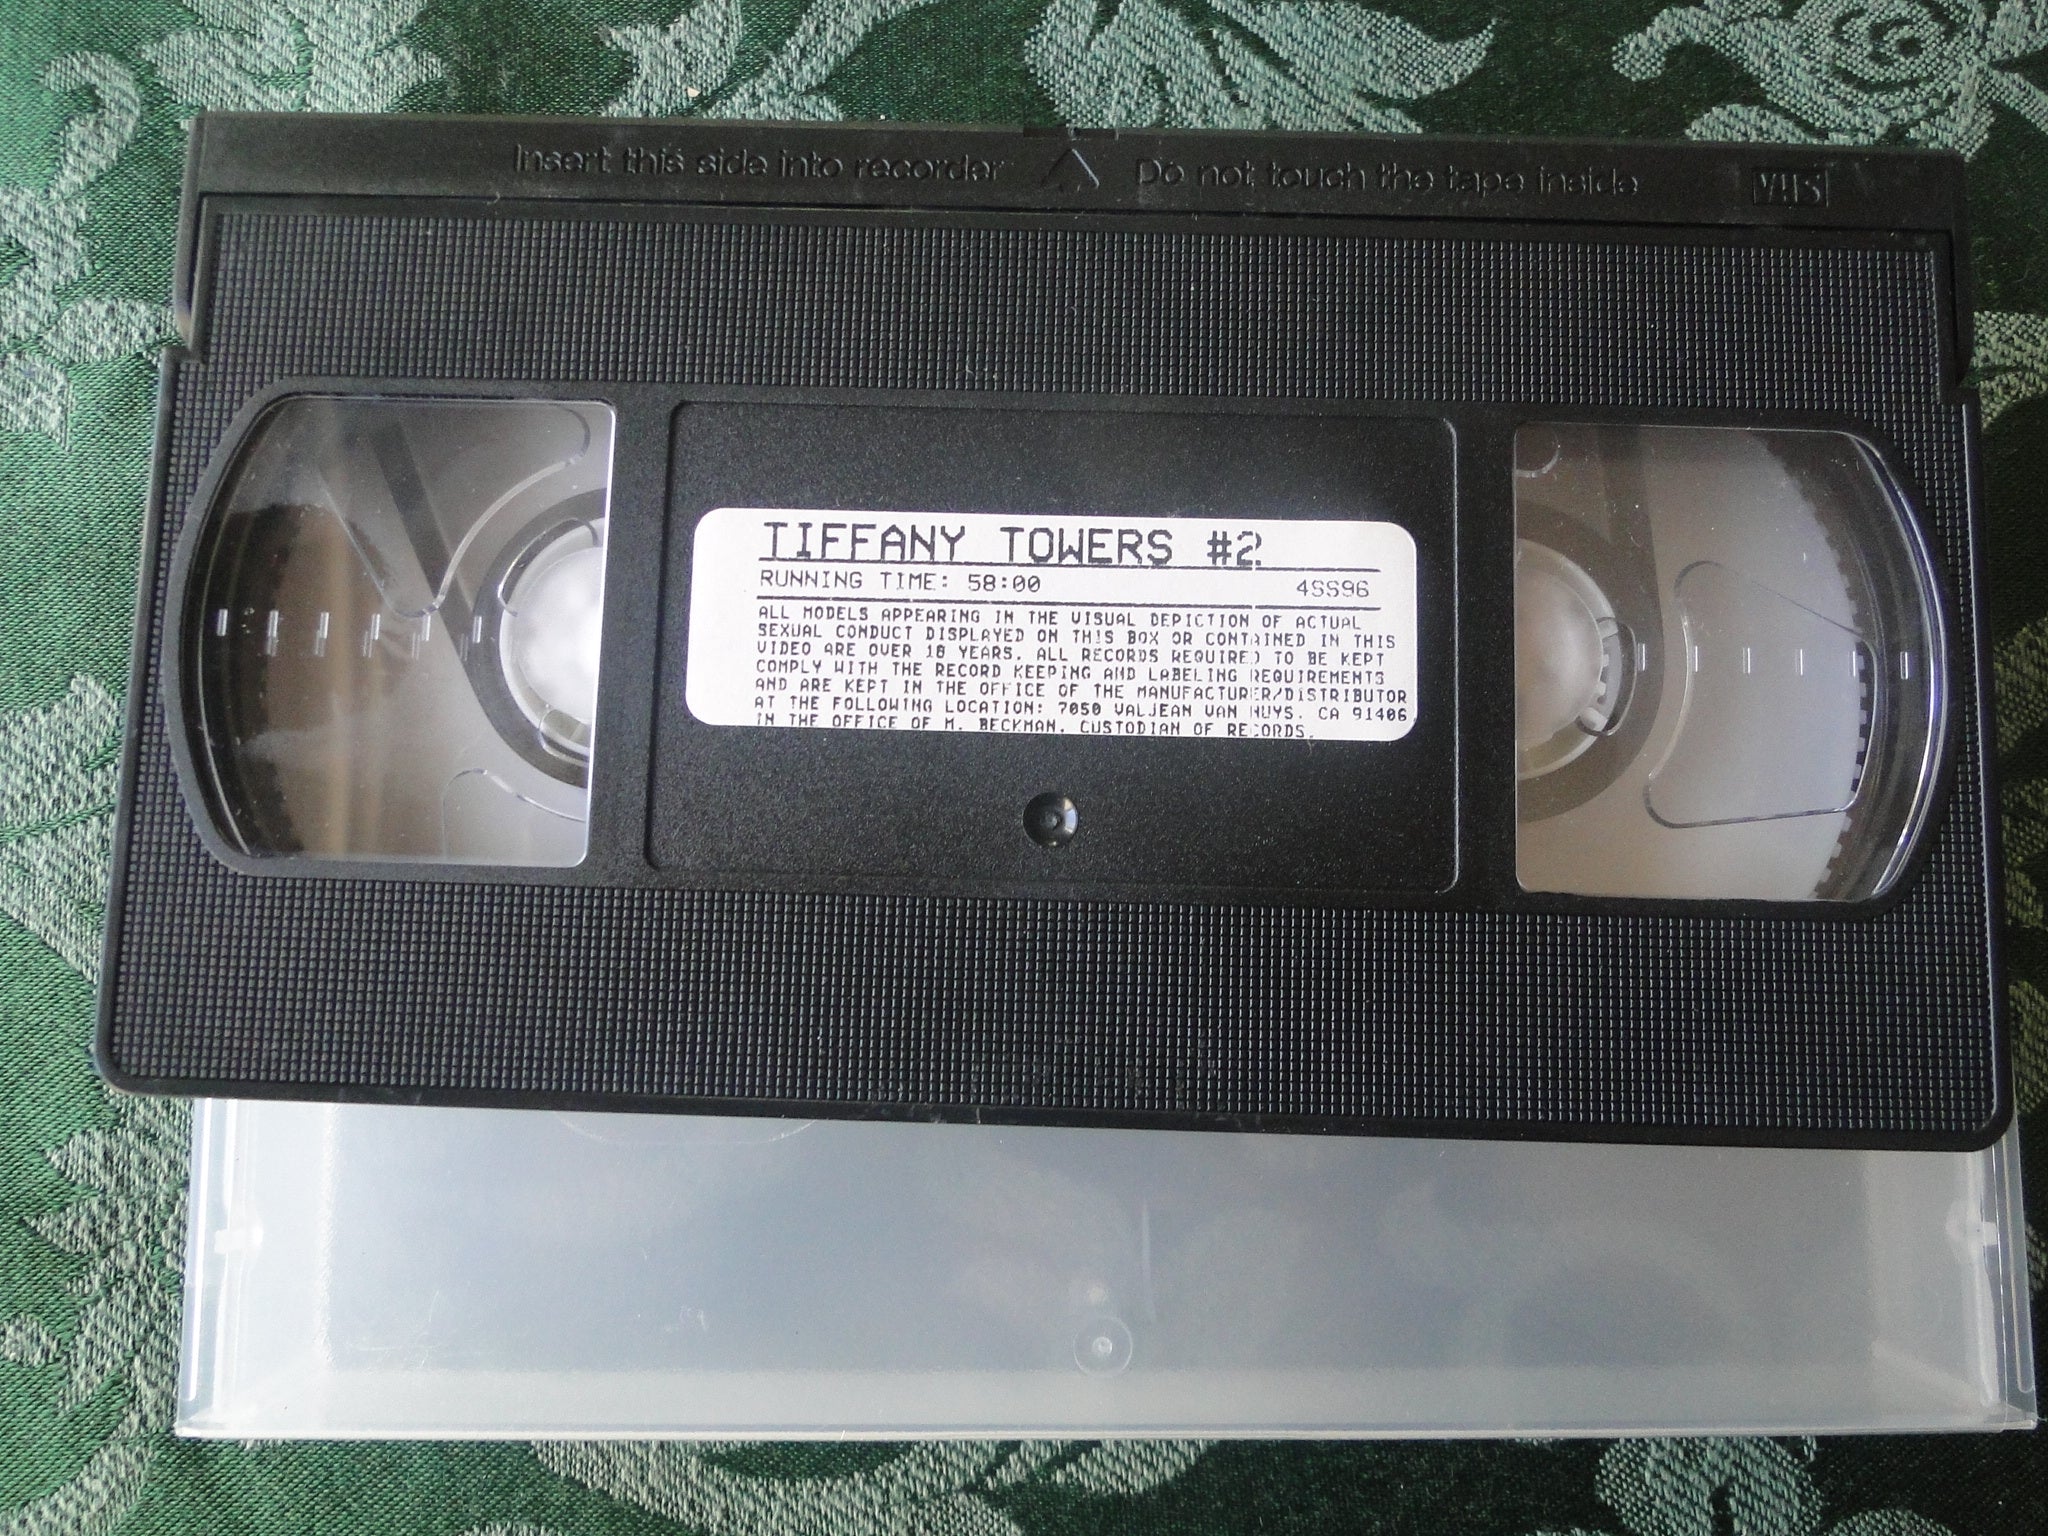 Insert this side into recorder Do not touch the tape inside VHS
TIFFANY TOWERS #2
RUNNING TIME: 58:00 4SS96
ALL MODELS APPEARING IN THE VISUAL DEPICTION OF ACTUAL
SEXUAL CONDUCT DISPLAYED ON THIS BOX OR CONTAINED IN THIS
VIDEO ARE OVER 18 YEARS. ALL RECORDS REQUIRED TO BE KEPT
COMPLY WITH THE RECORD KEEPING AND LABELING REQUIREMENTS
AND ARE KEPT IN THE OFFICE OF THE MANUFACTURER/DISTRIBUTOR
AT THE FOLLOWING LOCATION: 7050 VALJEAN VAN NUYS. CA 91406
IN THE OFFICE OF M. BECKMAN. CUSTODIAN OF RECORDS.